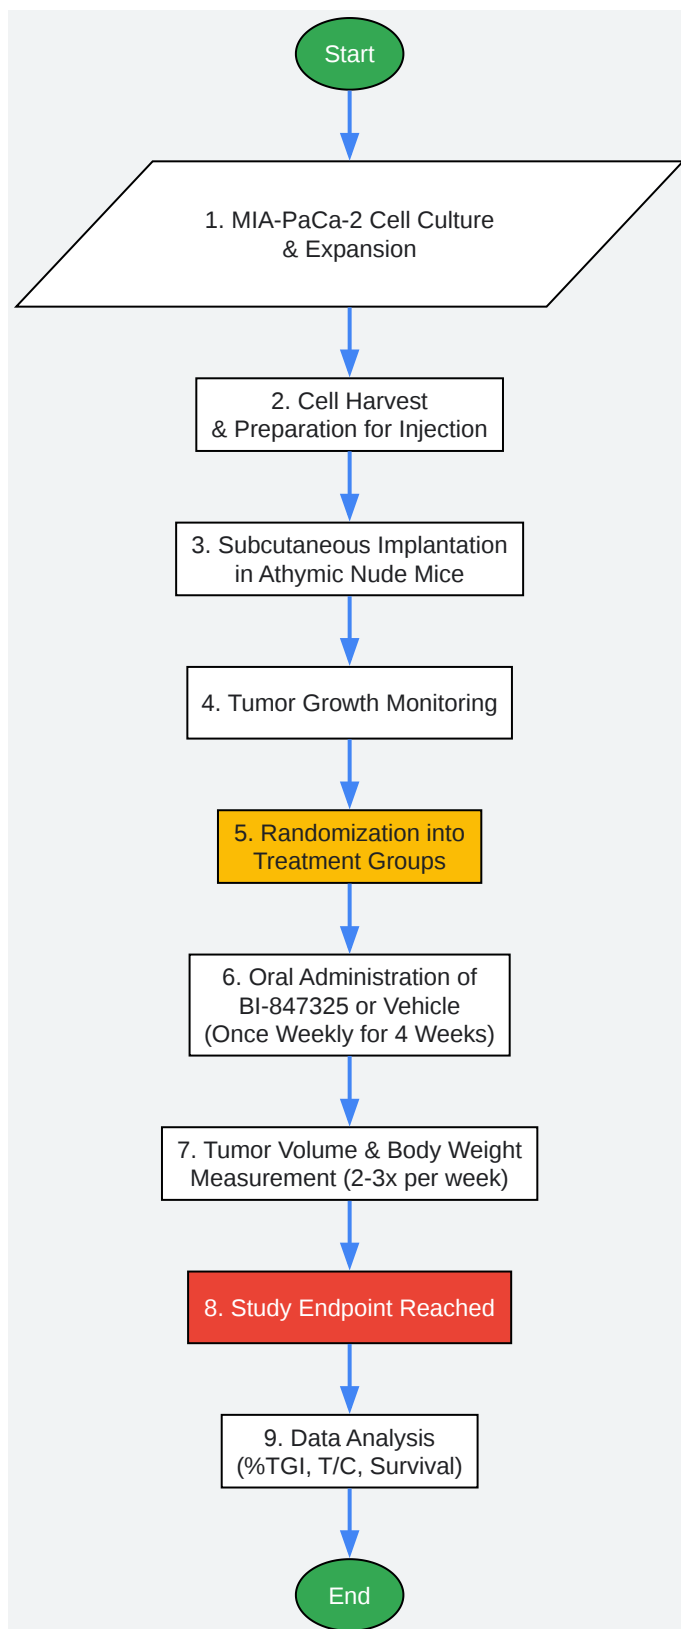 Start
1. MIA-PaCa-2 Cell Culture
& Expansion
2. Cell Harvest
& Preparation for Injection
3. Subcutaneous Implantation
in Athymic Nude Mice
4. Tumor Growth Monitoring
5. Randomization into
Treatment Groups
6. Oral Administration of
BI-847325 or Vehicle
(Once Weekly for 4 Weeks)
7. Tumor Volume & Body Weight
Measurement (2-3x per week)
8. Study Endpoint Reached
9. Data Analysis
(%TGI, T/C, Survival)
End